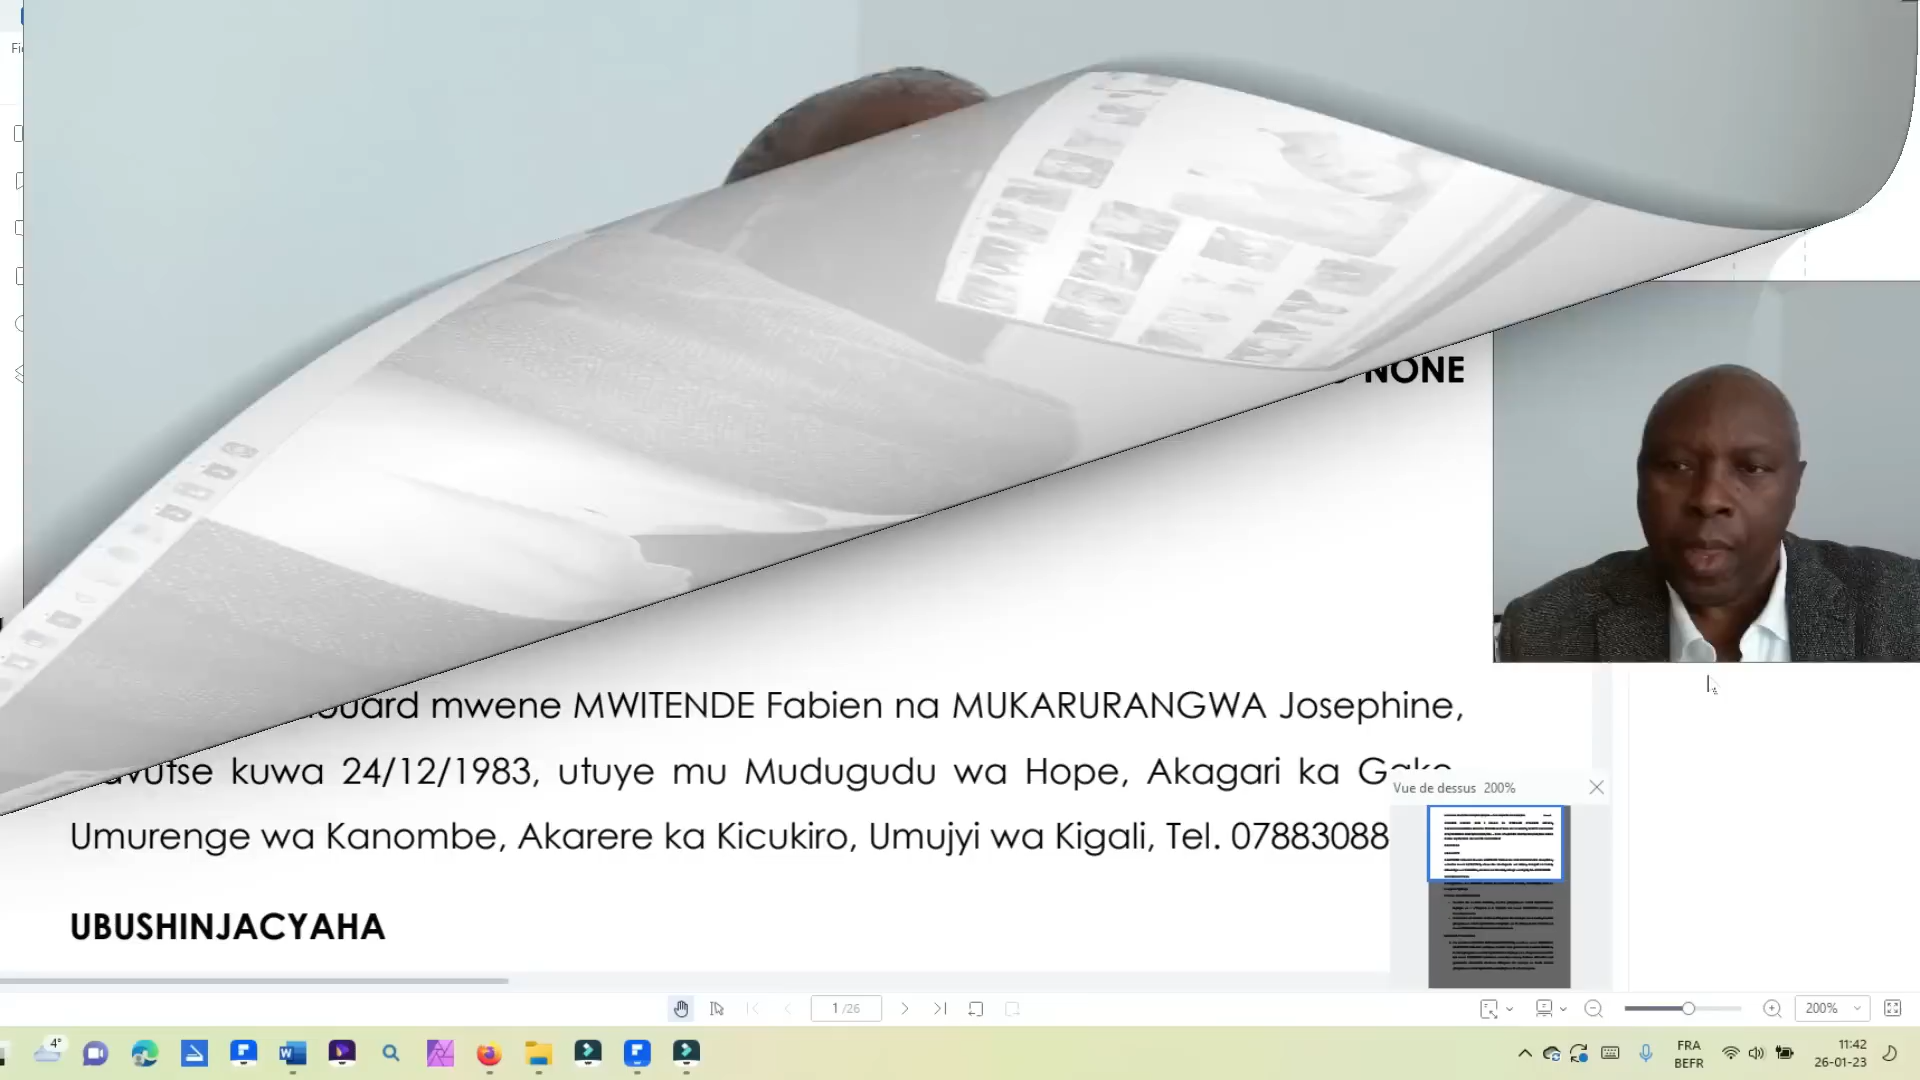 NONE
mwene MWITENDE Fabien na MUKARURANGWA Josephine,
kuwa 24/12/1983, utuye mu Mudugudu wa Hope, Akagari ka
Vue de dessus 200%
Umurenge wa Kanombe, Akarere ka Kicukiro, Umujyi wa Kigali, Tel. 07883088
UBUSHINJACYAHA
1 /26
200%
4°
FRA
BEFR
11:42
26-01-23